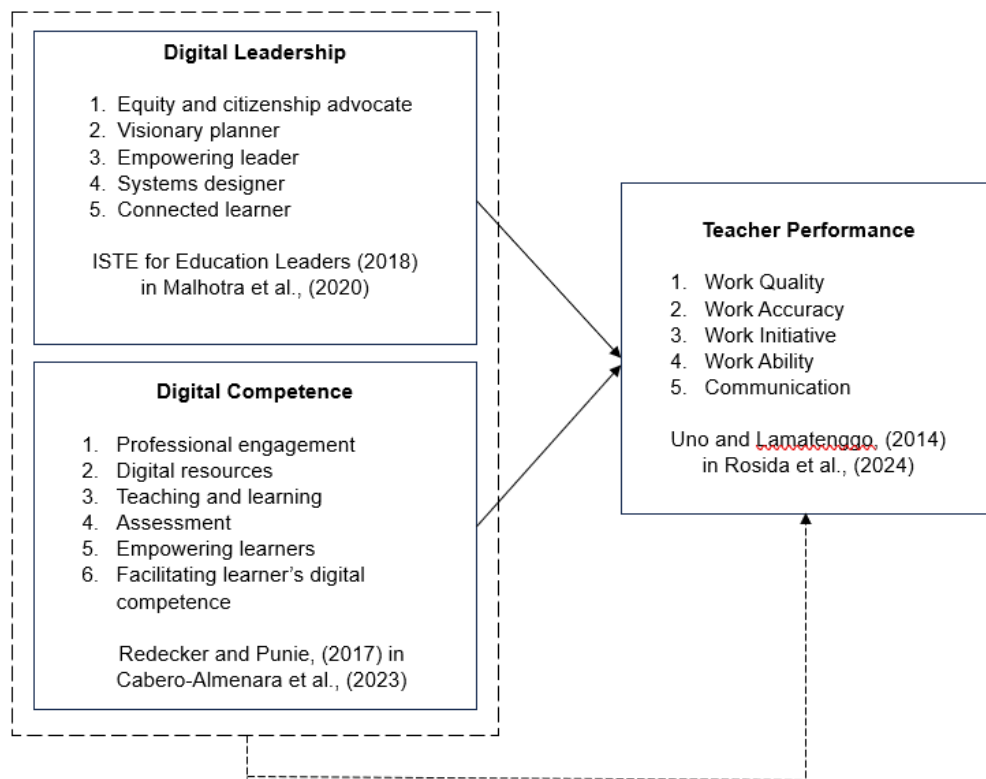 Digital Leadership
1. Equity and citizenship advocate
2. Visionary planner
3. Empowering leader
4. Systems designer
5. Connected learner
ISTE for Education Leaders (2018)
in Malhotra et al., (2020)
Digital Competence
1. Professional engagement
2. Digital resources
3. Teaching and learning
4. Assessment
5. Empowering learners
6. Facilitating learner’s digital
competence
Redecker and Punie, (2017) in
Cabero-Almenara et al., (2023)
Teacher Performance
1. Work Quality
2. Work Accuracy
3. Work Initiative
4. Work Ability
5. Communication
Uno and Lamatenggo, (2014)
in Rosida et al., (2024)